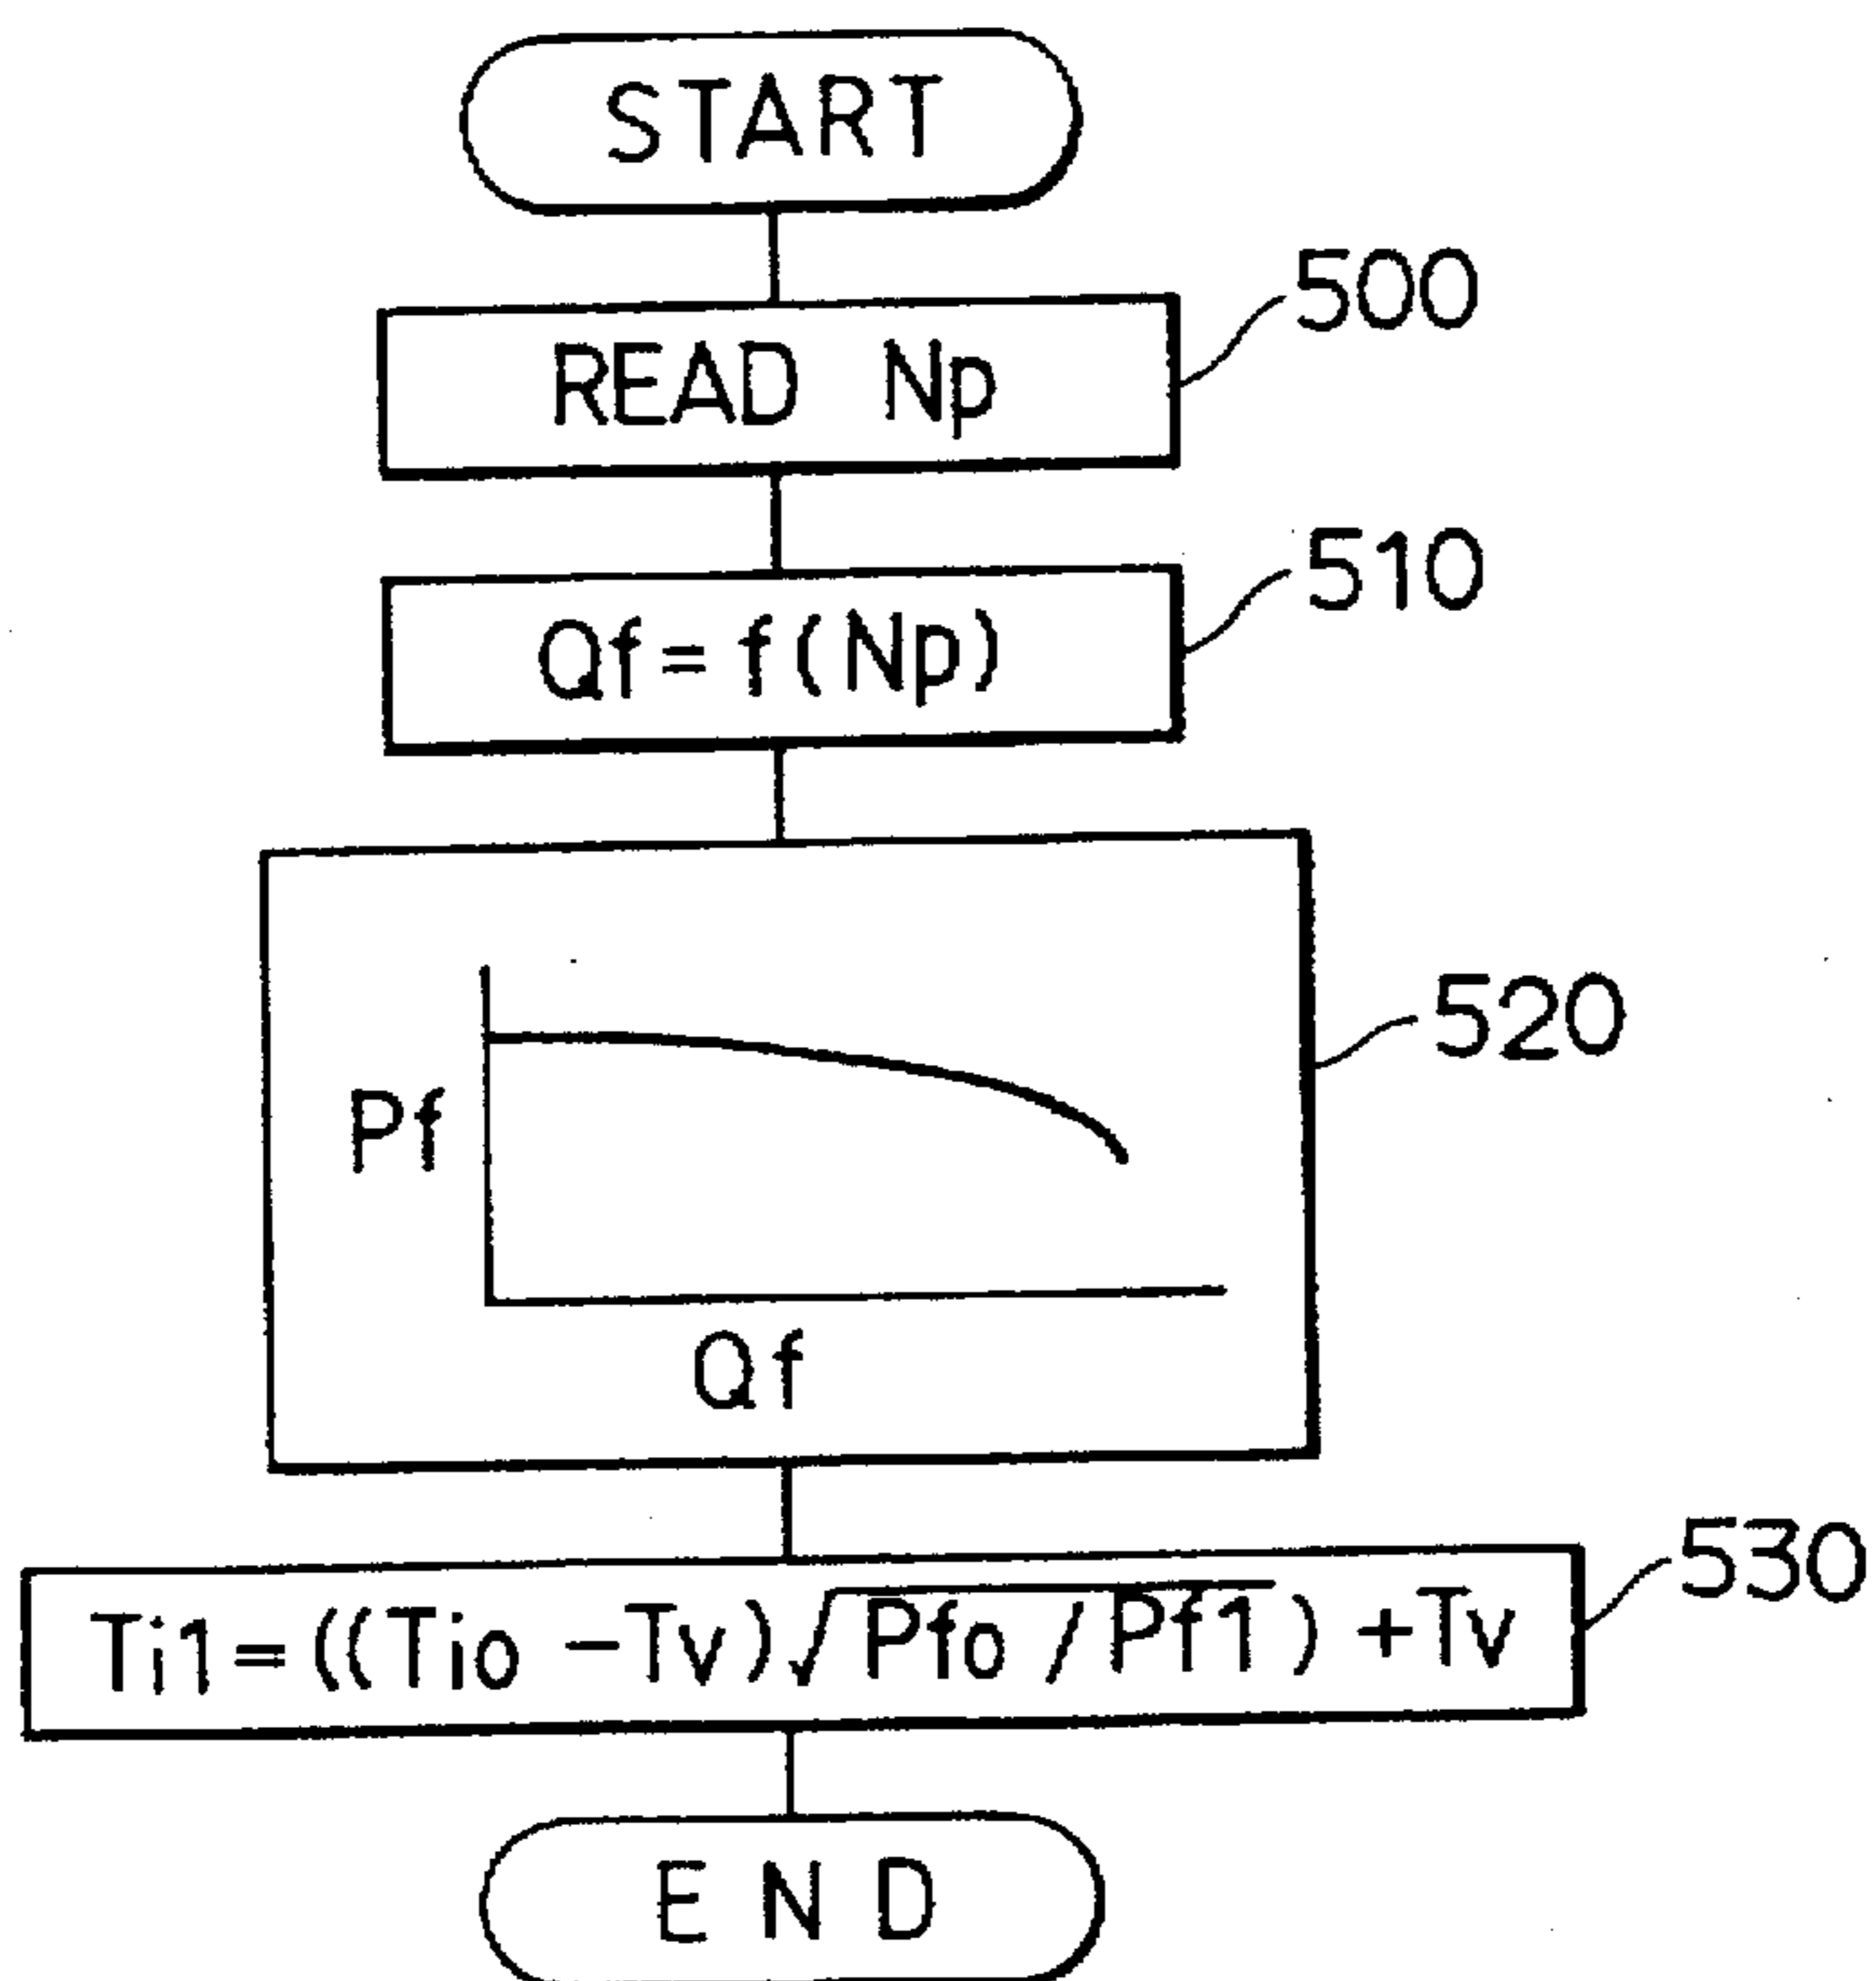 START
500
READ Np
510
Qf = f(Np)
520
Pf
Qf
530
Ti1 = ((Tio - Tv)√Pfo / Pf1) + Tv
END